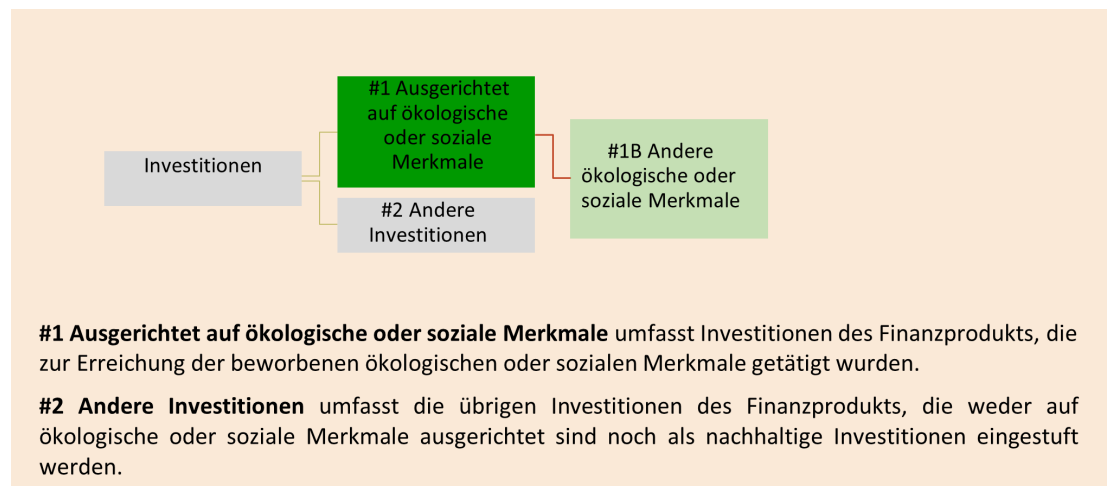 #1 Ausgerichtet
auf ökologische
oder soziale
Merkmale
Investitionen
#2 Andere
Investitionen
#1B Andere
ökologische oder
soziale Merkmale
#1 Ausgerichtet auf ökologische oder soziale Merkmale umfasst Investitionen des Finanzprodukts, die
zur Erreichung der beworbenen ökologischen oder sozialen Merkmale getätigt wurden.
#2 Andere Investitionen umfasst die übrigen Investitionen des Finanzprodukts, die weder auf
ökologische oder soziale Merkmale ausgerichtet sind noch als nachhaltige Investitionen eingestuft
werden.